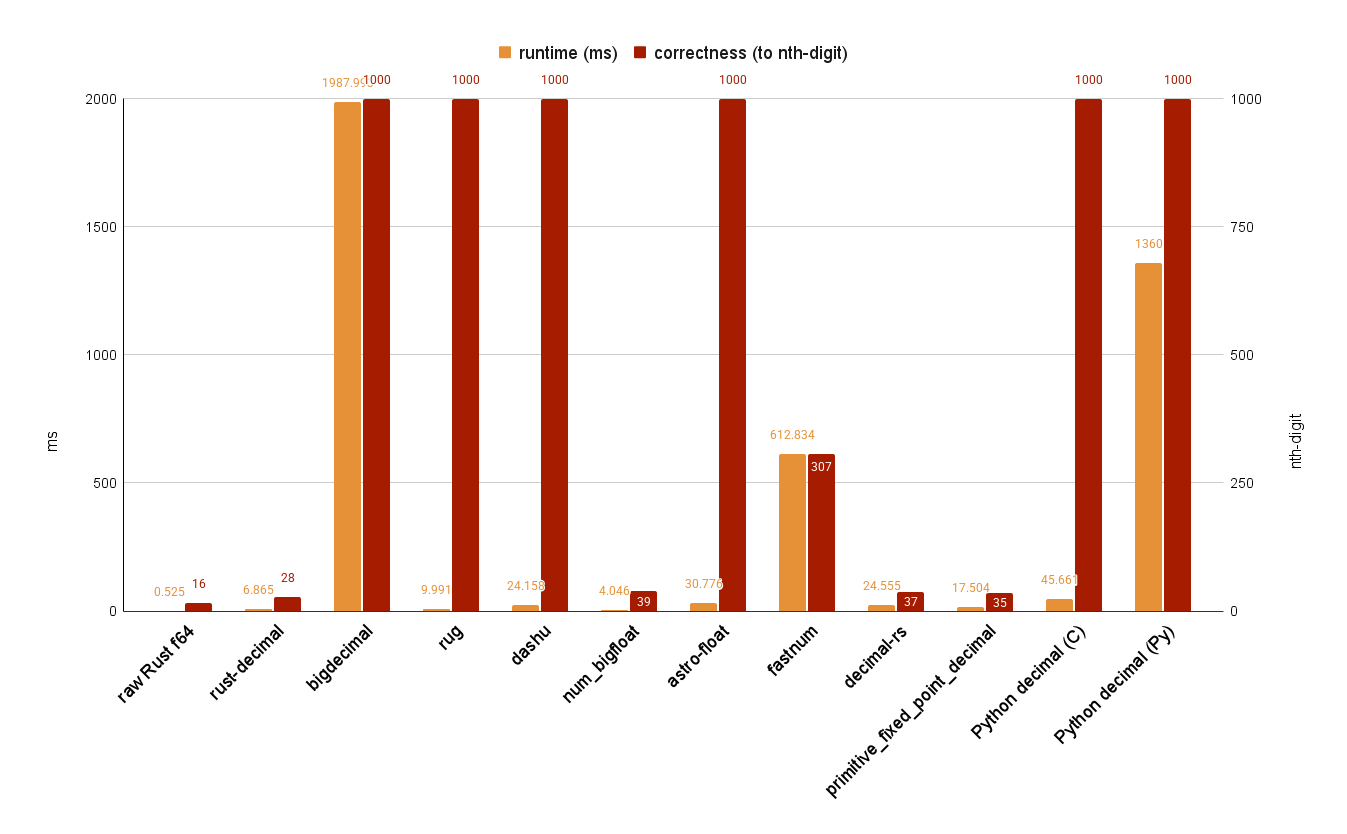 runtime (ms) correctness (to nth-digit)
1000 1000 1000 1000 1000 1000
2000 1000
1500 750
1360
1000 500
612.834
307
500 250
ms
nth-digit
0.525 16 6.865 28 9.991 24.158 4.046 39 30.776 24.555 37 17.504 35 45.661
0 0
raw Rust f64
rust-decimal
bigdecimal
rug
dashu
num_bigfloat
astro-float
fastnum
decimal-rs
primitive_fixed_point_decimal
Python decimal (C)
Python decimal (Py)